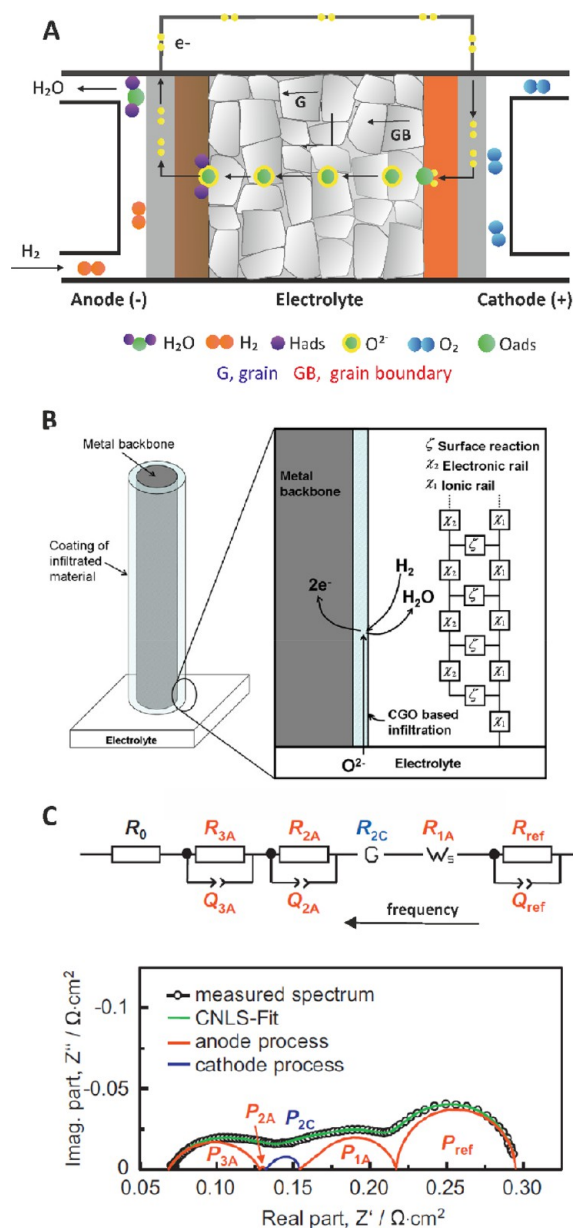 A
e-
H₂O
G
GB
H₂
Anode (-) Electrolyte Cathode (+)
H₂O H₂ Hads O²⁻ O₂ Oads
G, grain GB, grain boundary
B
Metal backbone
Coating of
infiltrated
material
Electrolyte
Metal
backbone
2e⁻
H₂
H₂O
CGO based
infiltration
O²⁻
Electrolyte
ζ Surface reaction
χ₂ Electronic rail
χ₁ Ionic rail
χ₂ χ₁
ζ
χ₂ χ₁
ζ
χ₂ χ₁
ζ
χ₂ χ₁
ζ
χ₁
C
R₀ R₃A R₂A R₂C R₁A Rref
G Ws
Q₃A Q₂A Qref
frequency
measured spectrum
CNLS-Fit
anode process
cathode process
Imag. part, Z" / Ω·cm²
-0.1
-0.05
0
P₃A P₂A P₂C P₁A Pref
0.10 0.15 0.20 0.25 0.30
Real part, Z' / Ω·cm²